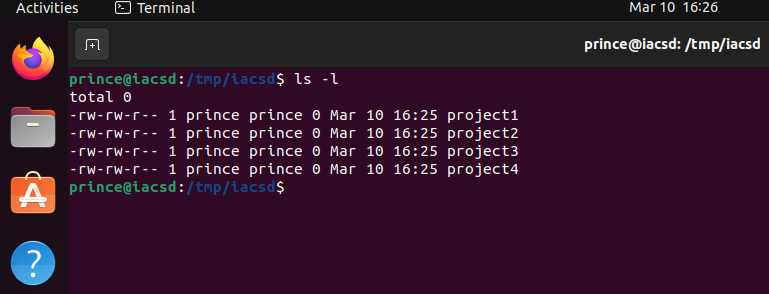 Activities
Terminal
Mar 10 16:26
prince@iacsd: /tmp/iacsd
prince@iacsd:/tmp/iacsd$ ls -l
total 0
-rw-rw-r-- 1 prince prince 0 Mar 10 16:25 project1
-rw-rw-r-- 1 prince prince 0 Mar 10 16:25 project2
-rw-rw-r-- 1 prince prince 0 Mar 10 16:25 project3
-rw-rw-r-- 1 prince prince 0 Mar 10 16:25 project4
prince@iacsd:/tmp/iacsd$